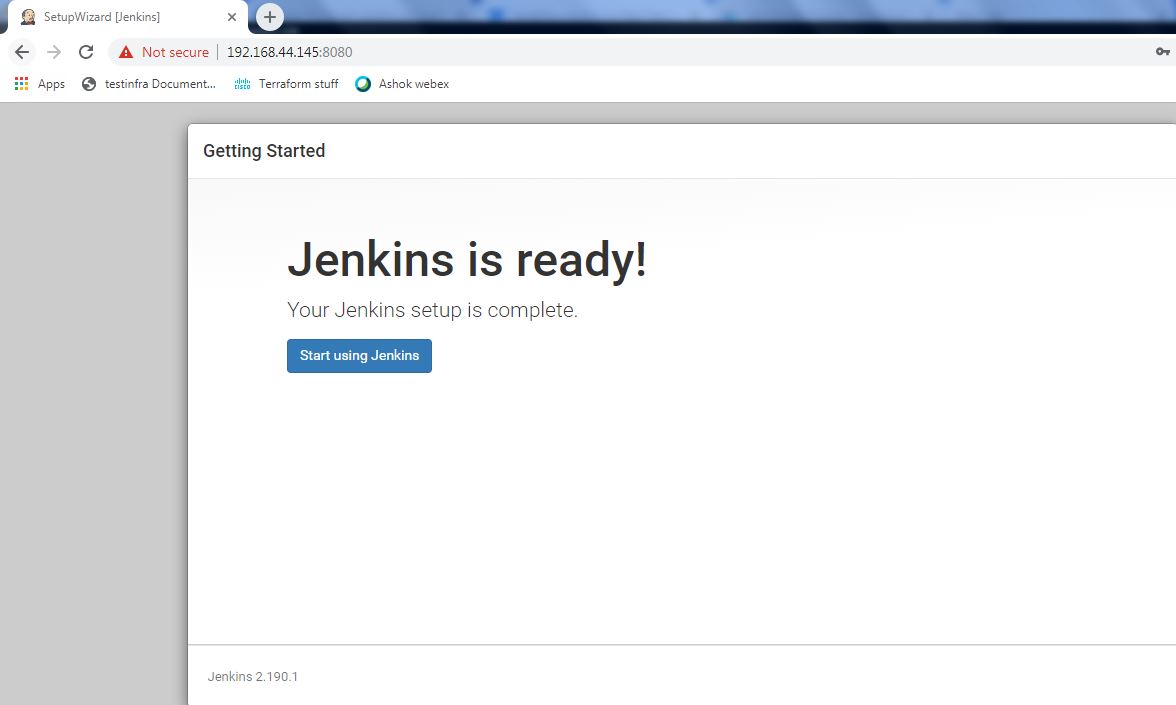 SetupWizard [Jenkins]
Not secure 192.168.44.145:8080
Apps testinfra Document... Terraform stuff Ashok webex
Getting Started
Jenkins is ready!
Your Jenkins setup is complete.
Start using Jenkins
Jenkins 2.190.1